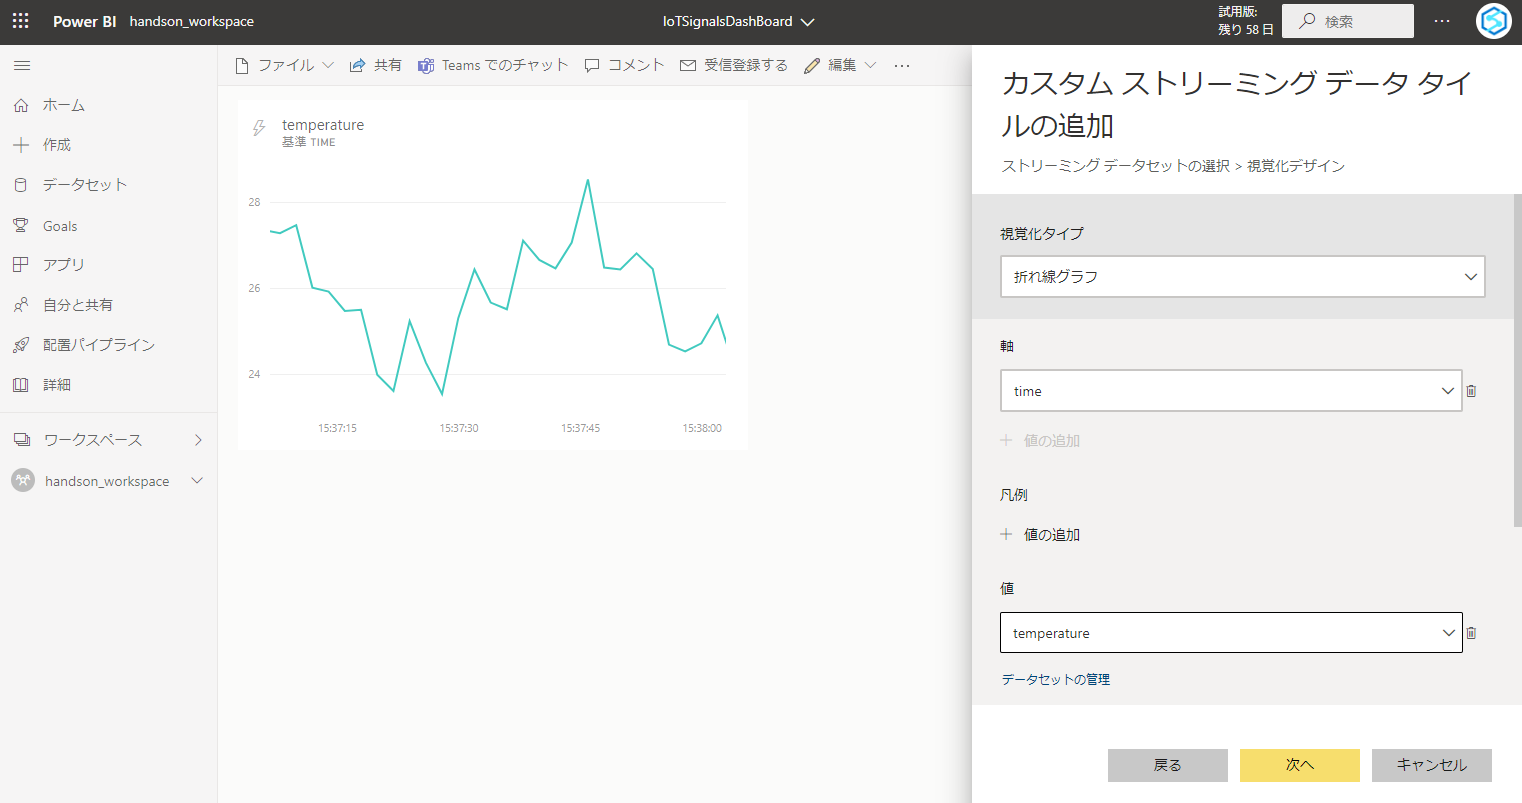 Power BI handson_workspace
IoTSignalsDashBoard
試用版:
残り 58 日
検索
ファイル 共有 Teams でのチャット コメント 受信登録する 編集
ホーム
作成
データセット
Goals
アプリ
自分と共有
配置パイプライン
詳細
ワークスペース
handson_workspace
temperature
基準 TIME
28
26
24
15:37:15 15:37:30 15:37:45 15:38:00
カスタム ストリーミング データ タイ
ルの追加
ストリーミング データセットの選択 > 視覚化デザイン
視覚化タイプ
折れ線グラフ
軸
time
値の追加
凡例
値の追加
値
temperature
データセットの管理
戻る 次へ キャンセル